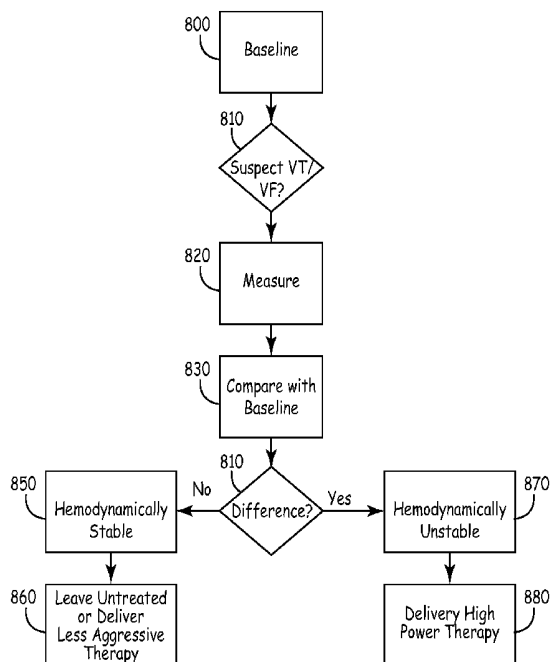 800
Baseline
810
Suspect VT/
VF?
820
Measure
830
Compare with
Baseline
810
Difference?
No
Yes
850
Hemodynamically
Stable
870
Hemodynamically
Unstable
860
Leave Untreated
or Deliver
Less Aggressive
Therapy
880
Delivery High
Power Therapy